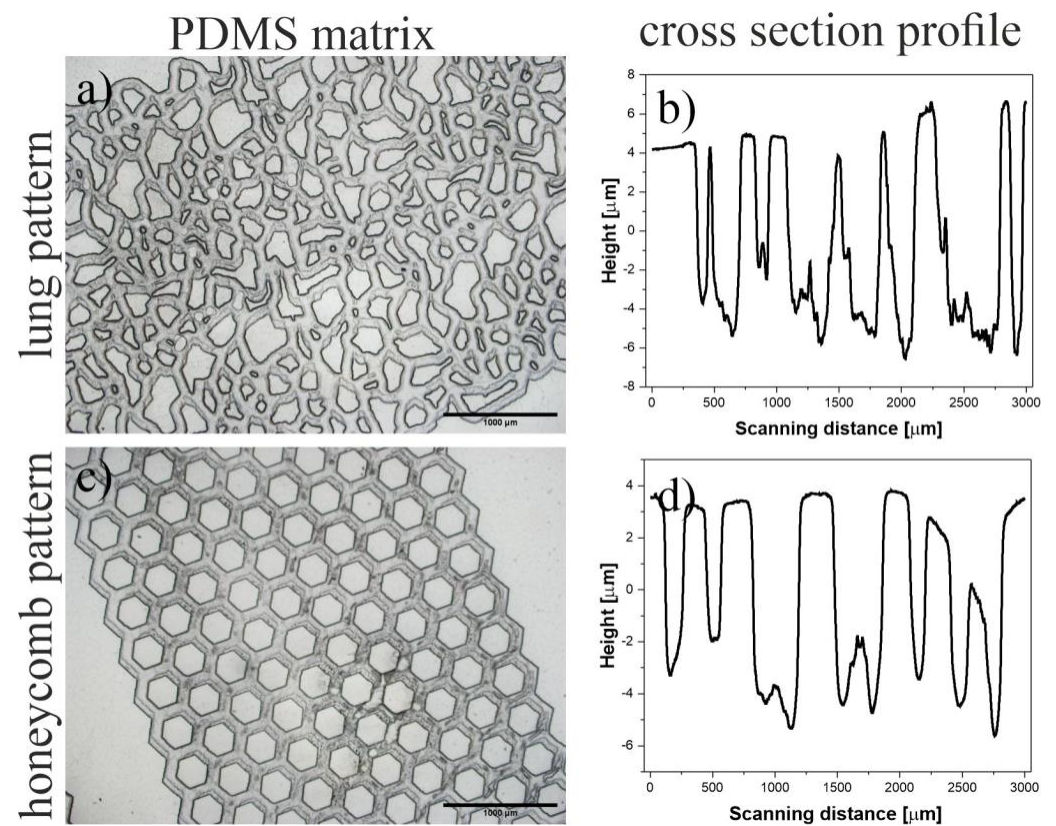 PDMS matrix
cross section profile
lung pattern
a)
1000 μm
b)
8
6
4
2
0
-2
-4
-6
-8
Height [μm]
0 500 1000 1500 2000 2500 3000
Scanning distance [μm]
honeycomb pattern
c)
1000 μm
d)
4
2
0
-2
-4
-6
Height [μm]
0 500 1000 1500 2000 2500 3000
Scanning distance [μm]